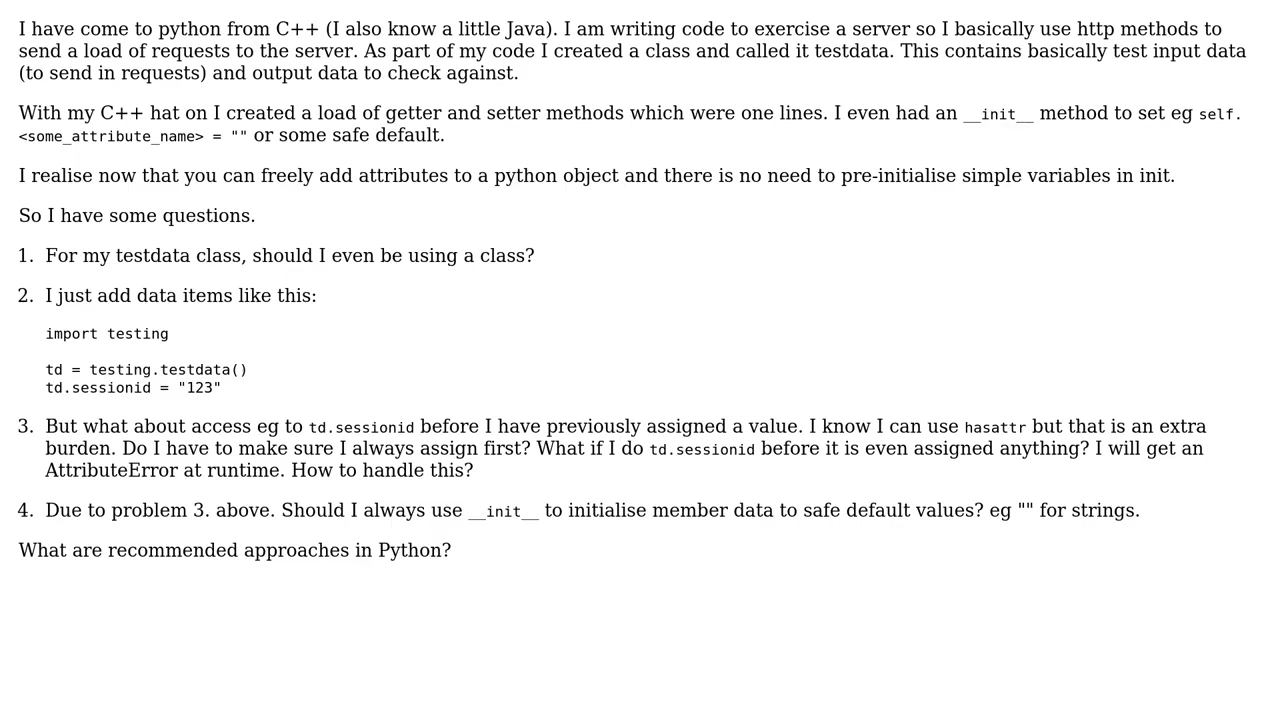 I have come to python from C++ (I also know a little Java). I am writing code to exercise a server so I basically use http methods to
send a load of requests to the server. As part of my code I created a class and called it testdata. This contains basically test input data
(to send in requests) and output data to check against.
With my C++ hat on I created a load of getter and setter methods which were one lines. I even had an __init__ method to set eg self.
<some_attribute_name> = "" or some safe default.
I realise now that you can freely add attributes to a python object and there is no need to pre-initialise simple variables in init.
So I have some questions.
1. For my testdata class, should I even be using a class?
2. I just add data items like this:
import testing
td = testing.testdata()
td.sessionid = "123"
3. But what about access eg to td.sessionid before I have previously assigned a value. I know I can use hasattr but that is an extra
burden. Do I have to make sure I always assign first? What if I do td.sessionid before it is even assigned anything? I will get an
AttributeError at runtime. How to handle this?
4. Due to problem 3. above. Should I always use __init__ to initialise member data to safe default values? eg "" for strings.
What are recommended approaches in Python?